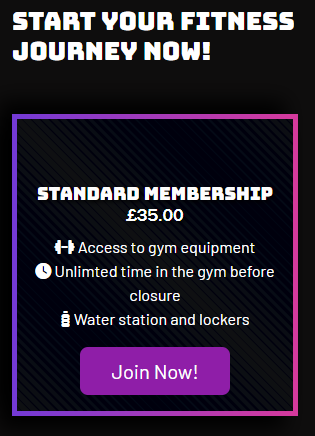 START YOUR FITNESS
JOURNEY NOW!
STANDARD MEMBERSHIP
£35.00
Access to gym equipment
Unlimted time in the gym before
closure
Water station and lockers
Join Now!